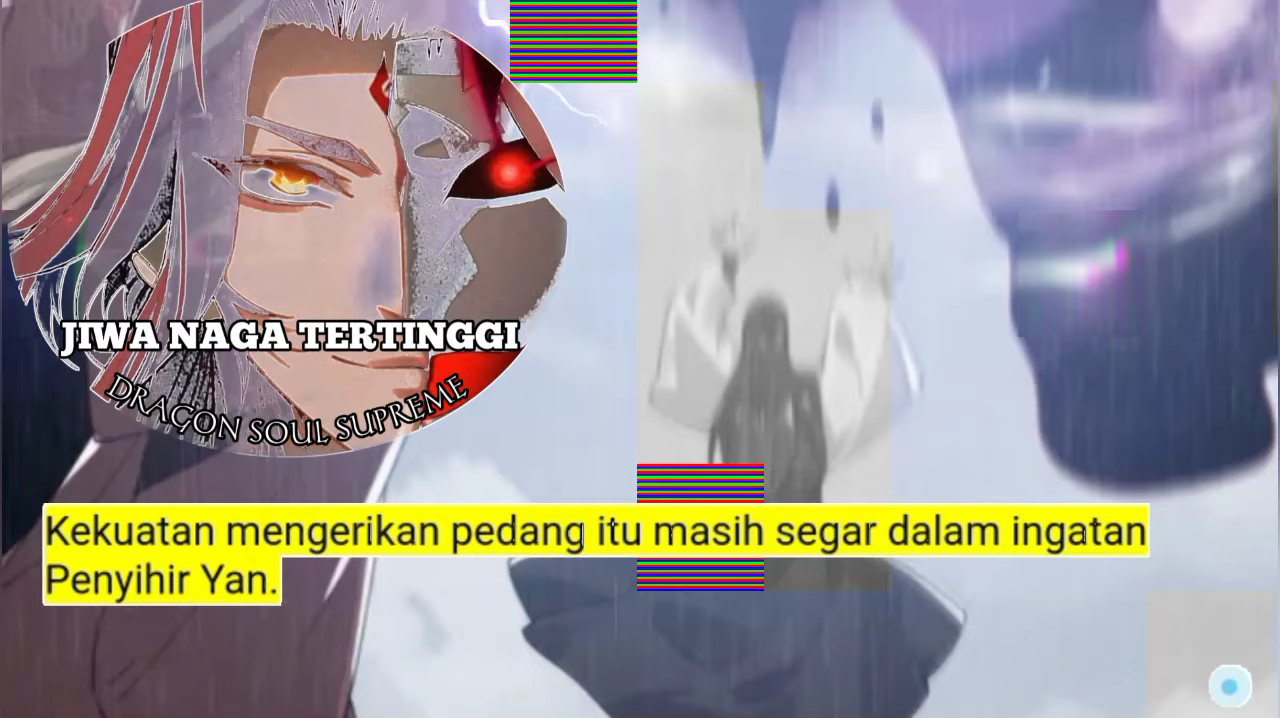 JIWA NAGA TERTINGGI
DRAGON SOUL SUPREME
Kekuatan mengerikan pedang itu masih segar dalam ingatan
Penyihir Yan.